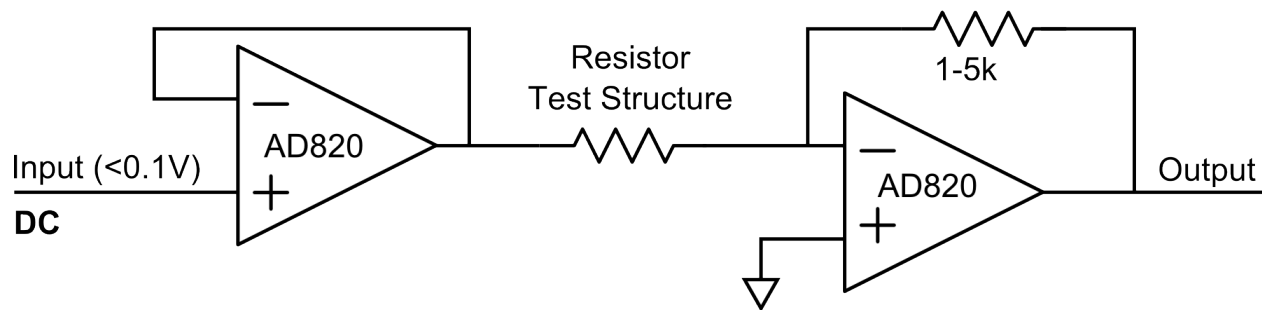 Resistor
Test Structure
1-5k
AD820
Input (<0.1V)
DC
AD820
Output